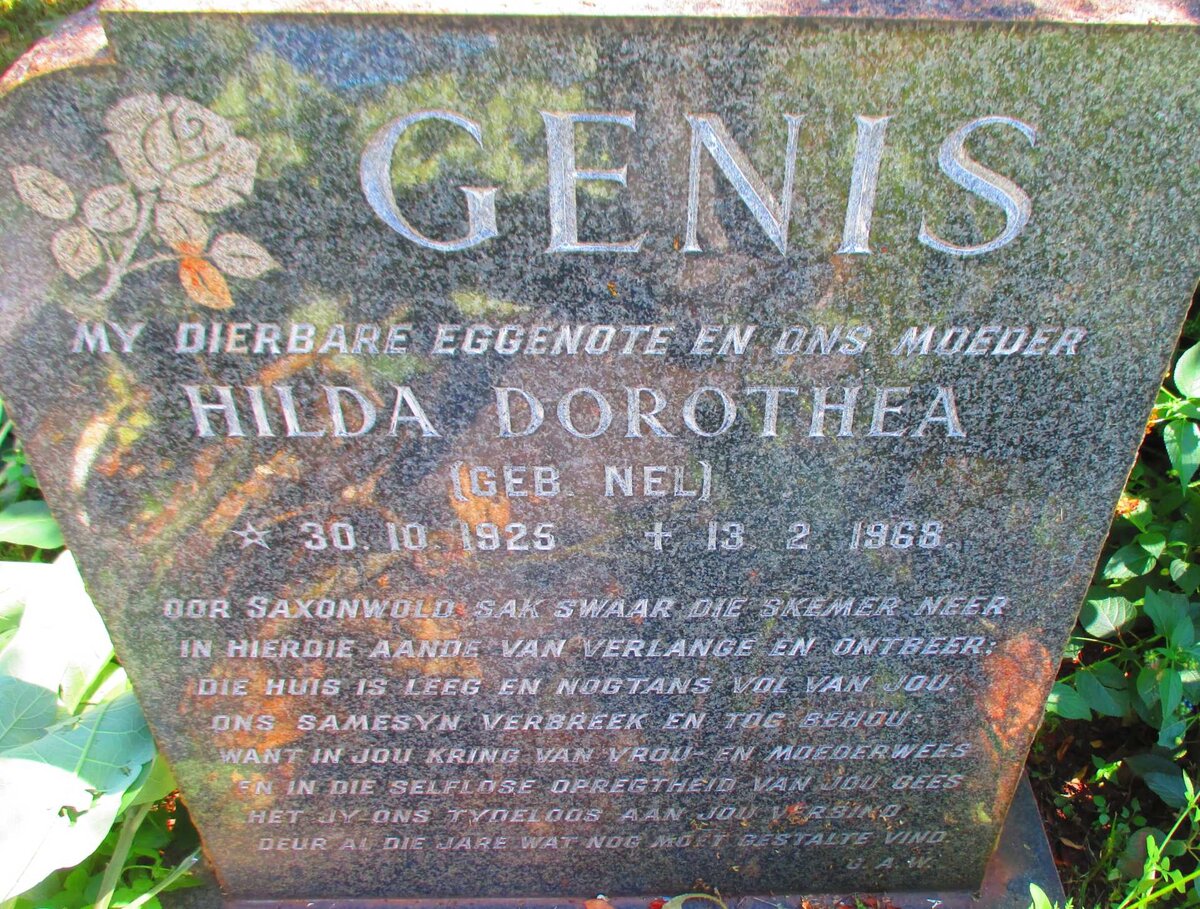 GENIS
MY DIERBARE EGGENOTE EN ONS MOEDER
HILDA DOROTHEA
(GEB. NEL)
☆ 30. 10. 1925 † 13. 2 1968.
OOR SAXONWOLD SAK SWAAR DIE SKEMER NEER
IN HIERDIE AANDE VAN VERLANGE EN ONTBEER;
DIE HUIS IS LEEG EN NOGTANS VOL VAN JOU,
ONS SAMESYN VERBREEK EN TOG BEHOU:
WANT IN JOU KRING VAN VROU- EN MOEDERWEES
EN IN DIE SELFLOSE OPREGTHEID VAN JOU GEES
HET JY ONS TYDELOOS AAN JOU VERBIND
DEUR AL DIE JARE WAT NOG MOET GESTALTE VIND
G. A. W.